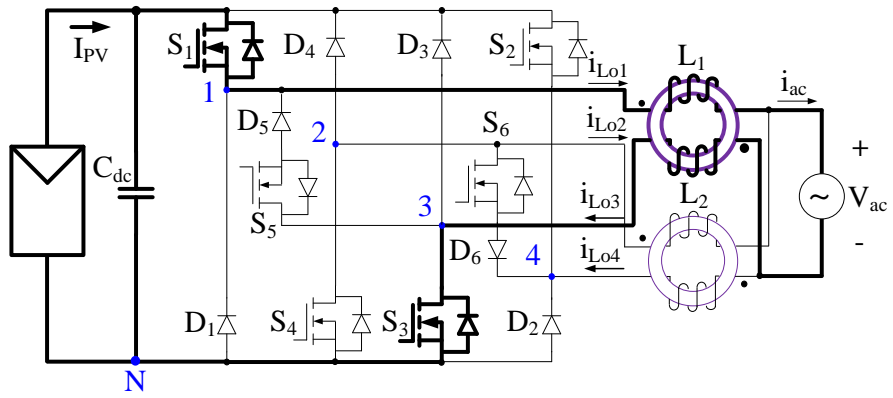 I_PV
S_1
D_4
D_3
S_2
i_Lo1
L_1
i_ac
1
D_5
2
S_6
i_Lo2
+
C_dc
~
V_ac
S_5
3
i_Lo3
L_2
-
D_6
4
i_Lo4
D_1
S_4
S_3
D_2
N